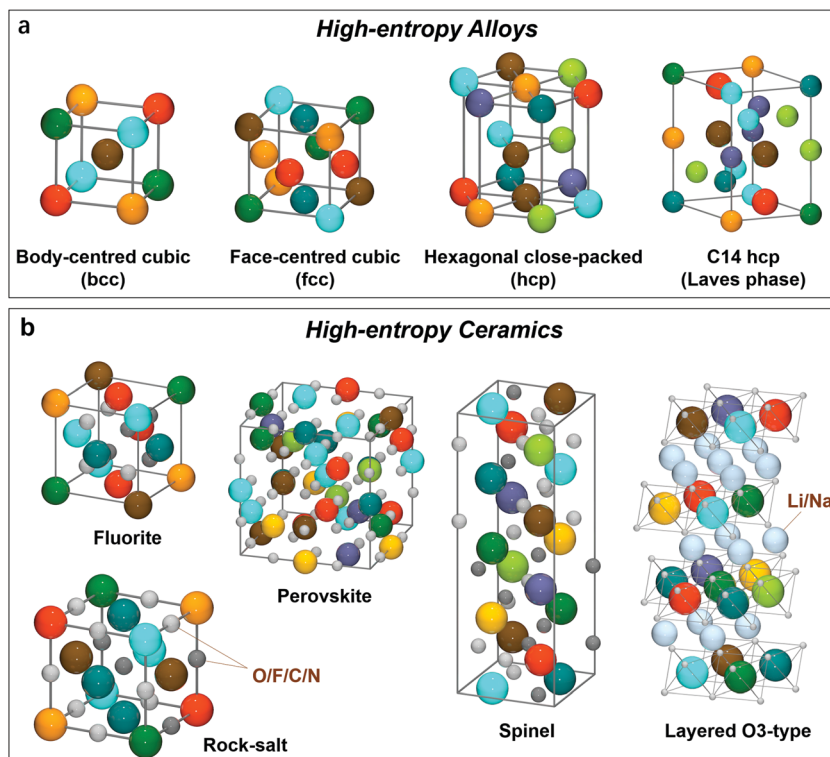 a
High-entropy Alloys
Body-centred cubic
(bcc)
Face-centred cubic
(fcc)
Hexagonal close-packed
(hcp)
C14 hcp
(Laves phase)
b
High-entropy Ceramics
Fluorite
Perovskite
Li/Na
O/F/C/N
Rock-salt
Spinel
Layered O3-type